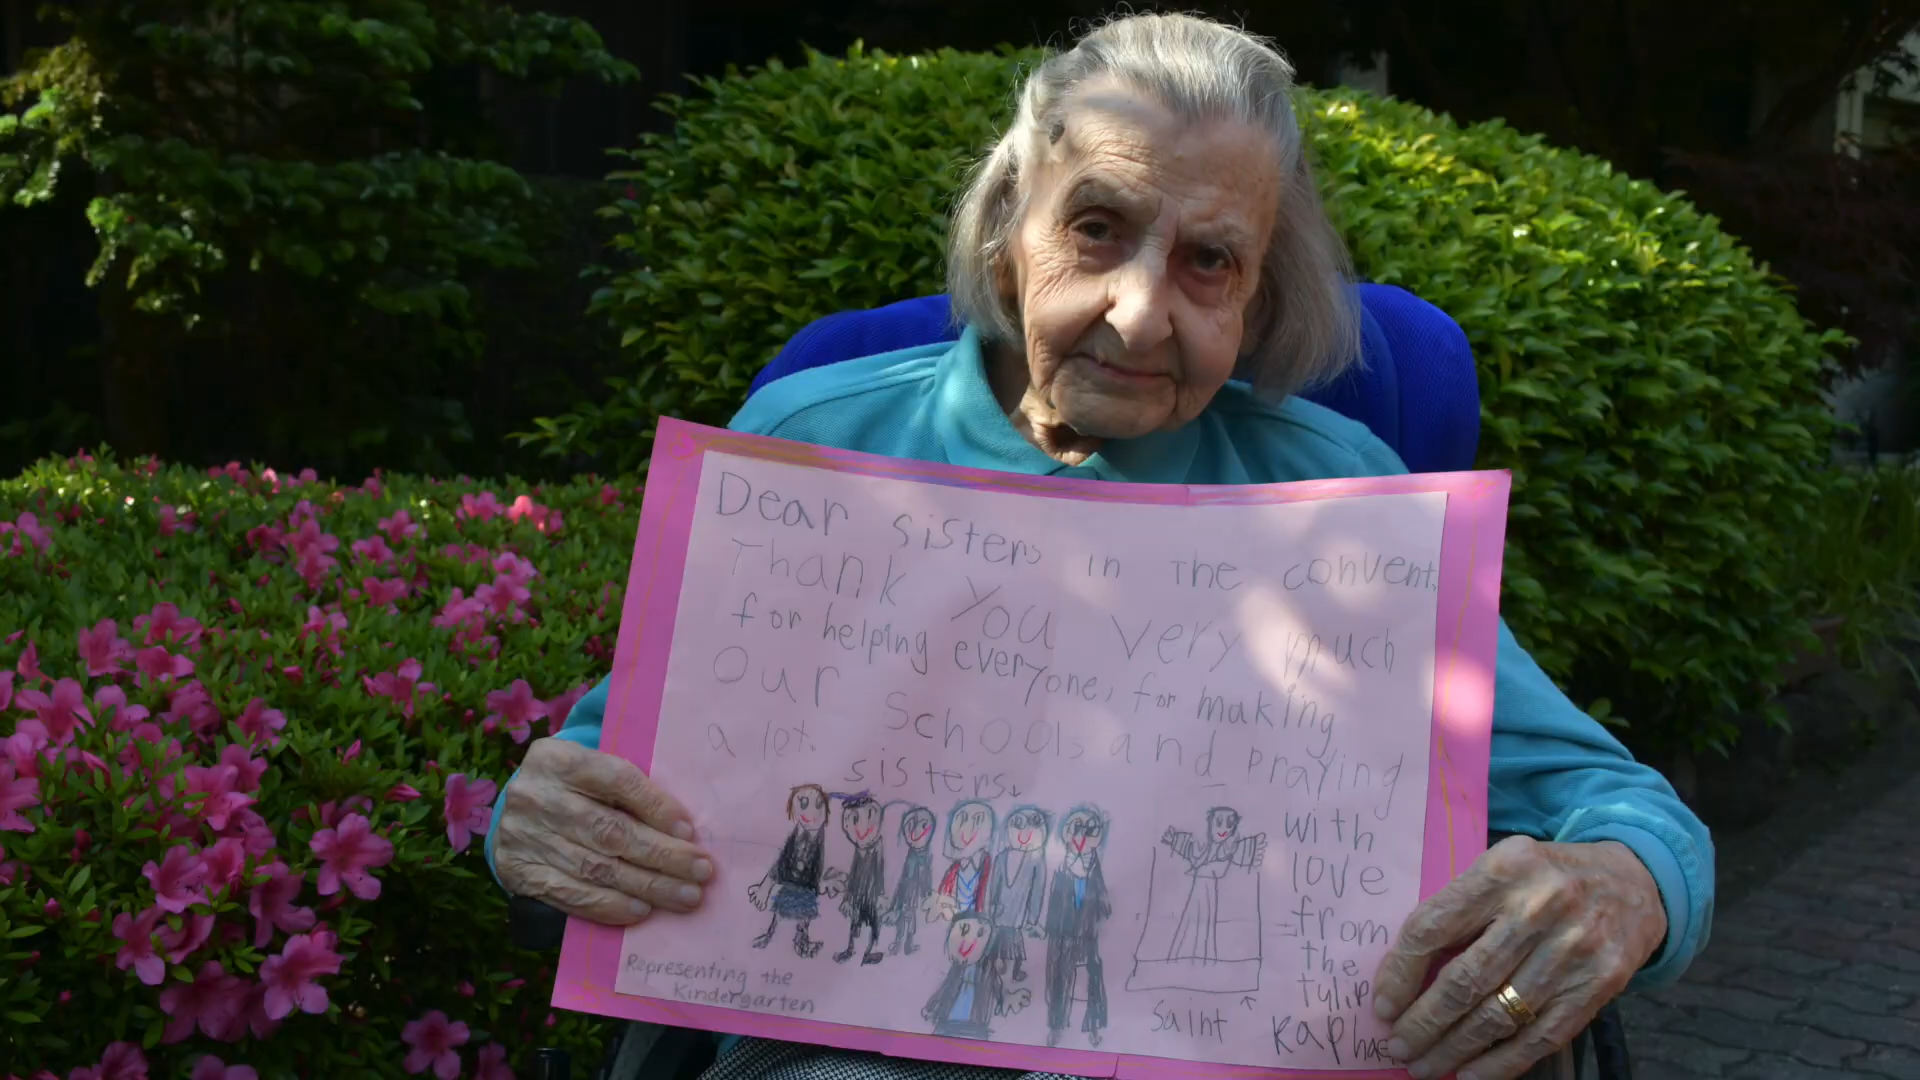 Dear sisters in The convent,
Thank You very much
for helping everyone, for making
Our Schools and praying
a lot.
sisters
with
love
from
the
tulip
Raphael
Saint
Representing the
Kindergarten